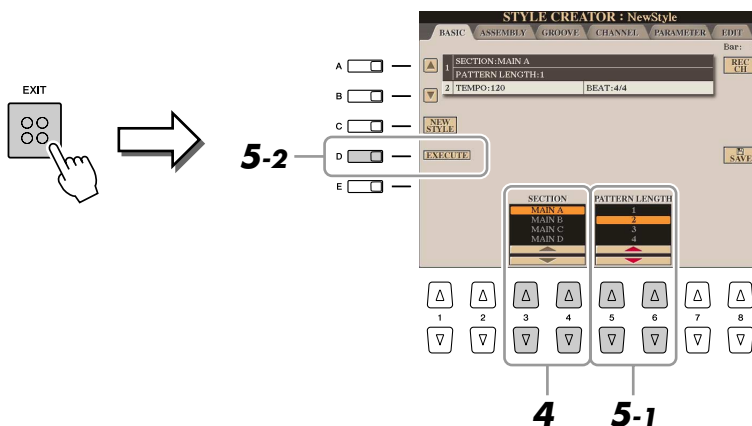 STYLE CREATOR : NewStyle
BASIC ASSEMBLY GROOVE CHANNEL PARAMETER EDIT
Bar:
EXIT
A
1 SECTION:MAIN A
PATTERN LENGTH:1
REC CH
B
2 TEMPO:120 BEAT:4/4
C
NEW STYLE
5-2
D
EXECUTE
SAVE
E
SECTION
MAIN A
MAIN B
MAIN C
MAIN D
PATTERN LENGTH
1
2
3
4
1 2 3 4 5 6 7 8
4 5-1